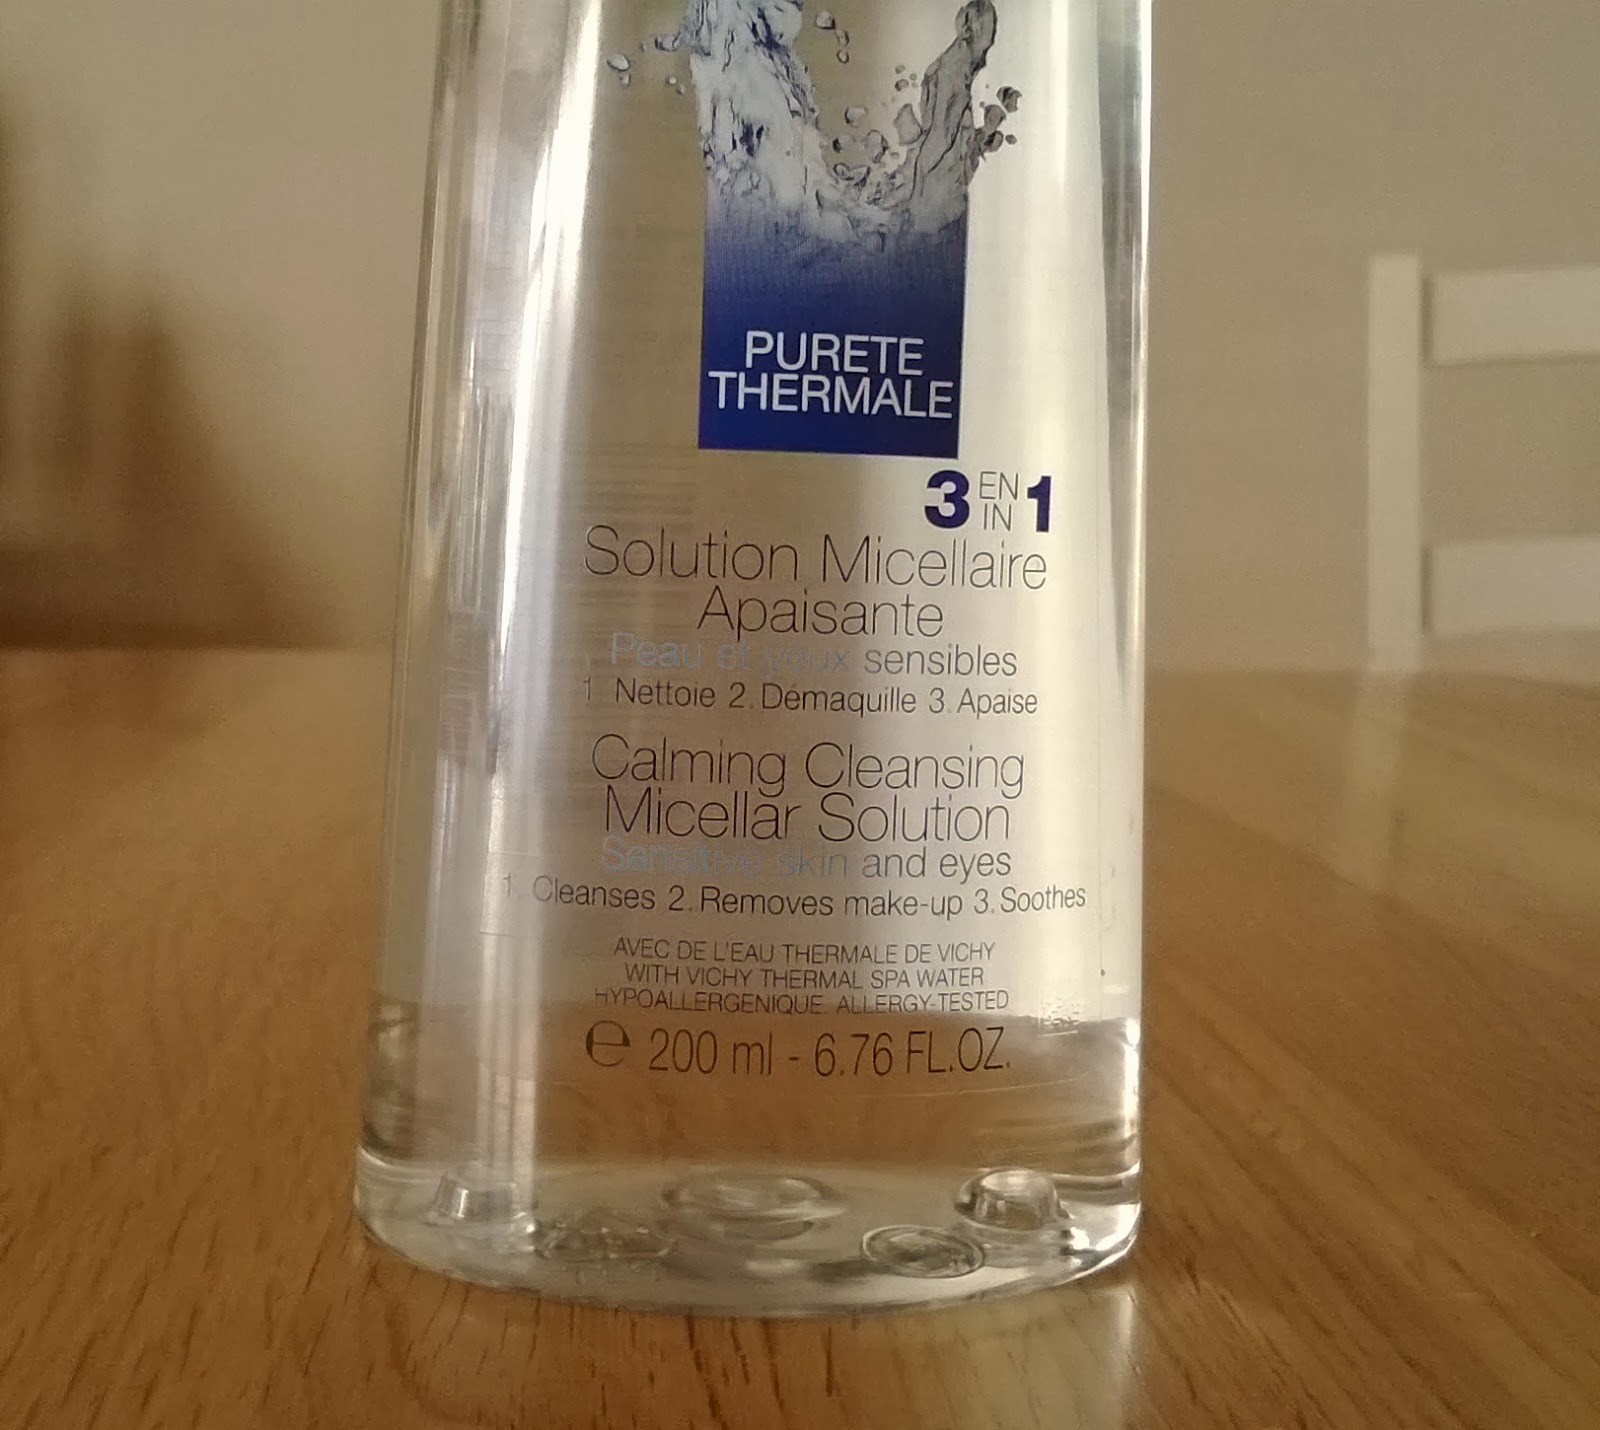 PURETE
THERMALE
3 EN IN 1
Solution Micellaire
Apaisante
Peau et yeux sensibles
1. Nettoie 2. Démaquille 3. Apaise
Calming Cleansing
Micellar Solution
Sensitive skin and eyes
1. Cleanses 2. Removes make-up 3. Soothes
AVEC DE L'EAU THERMALE DE VICHY
WITH VICHY THERMAL SPA WATER
HYPOALLERGENIQUE. ALLERGY-TESTED
℮ 200 ml - 6.76 FL.OZ.